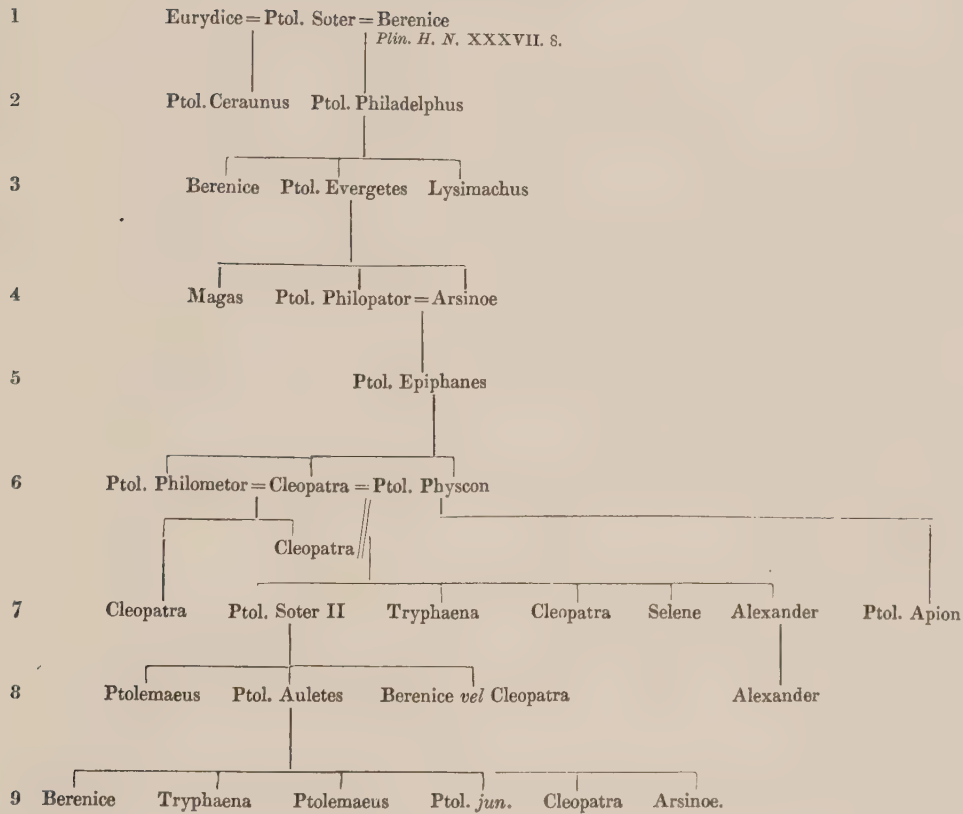 1 Eurydice = Ptol. Soter = Berenice
Plin. H. N. XXXVII. 8.
2 Ptol. Ceraunus Ptol. Philadelphus
3 Berenice Ptol. Evergetes Lysimachus
4 Magas Ptol. Philopator = Arsinoe
5 Ptol. Epiphanes
6 Ptol. Philometor = Cleopatra = Ptol. Physcon
Cleopatra
7 Cleopatra Ptol. Soter II Tryphaena Cleopatra Selene Alexander Ptol. Apion
8 Ptolemaeus Ptol. Auletes Berenice vel Cleopatra Alexander
9 Berenice Tryphaena Ptolemaeus Ptol. jun. Cleopatra Arsinoe.